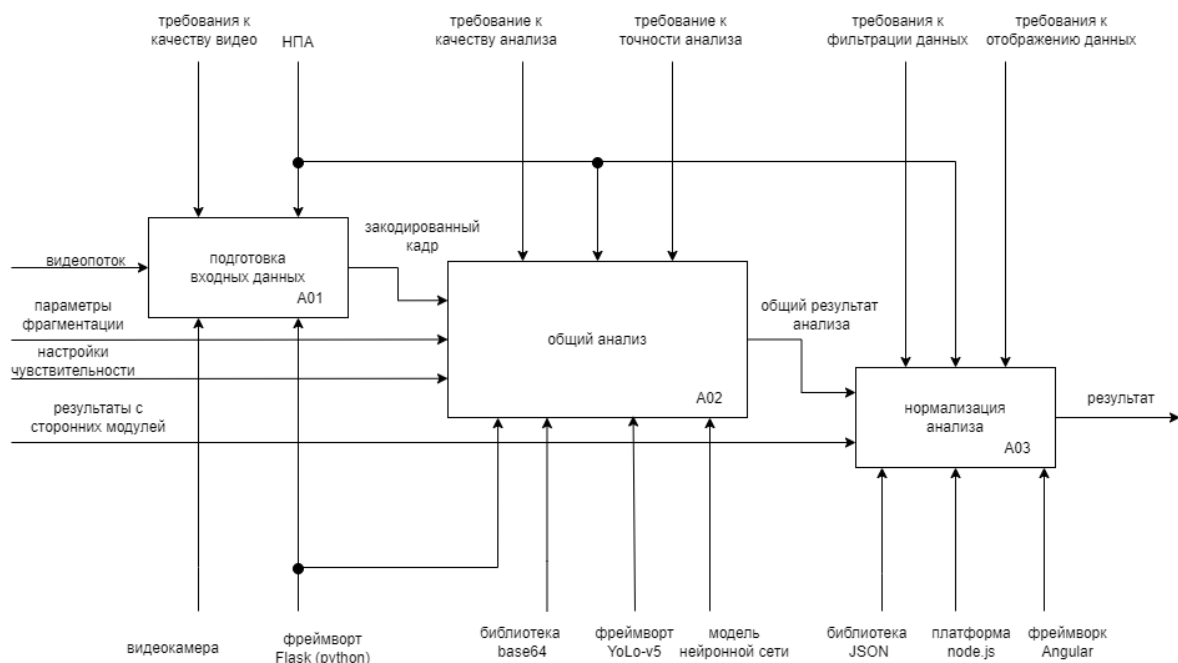 требования к
качеству видео
НПА
требование к
качеству анализа
требование к
точности анализа
требования к
фильтрации данных
требования к
отображению данных
закодированный
кадр
видеопоток
подготовка
входных данных
A01
параметры
фрагментации
общий анализ
A02
общий результат
анализа
настройки
чувствительности
результаты с
сторонних модулей
нормализация
анализа
A03
результат
видеокамера
фреймворт
Flask (python)
библиотека
base64
фреймворт
YoLo-v5
модель
нейронной сети
библиотека
JSON
платформа
node.js
фреймворк
Angular